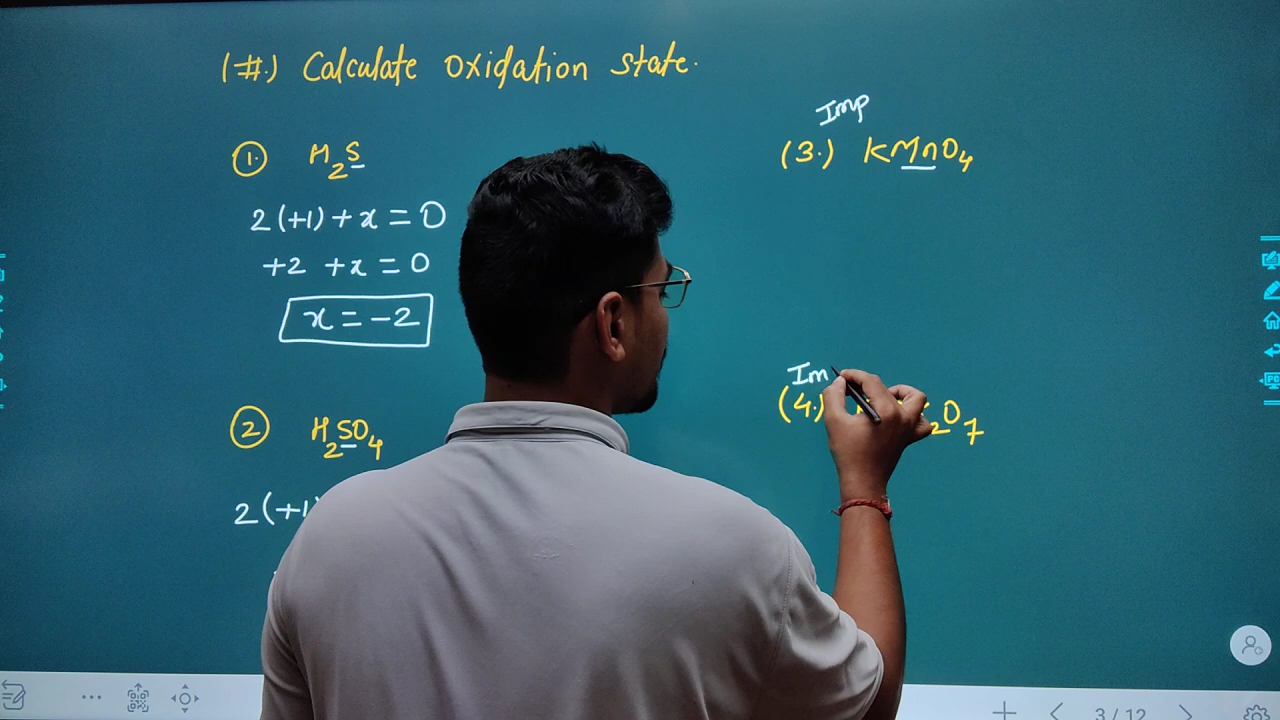 (#.) Calculate oxidation state.
① H₂S
2(+1) + x = 0
+2 + x = 0
x = -2
② H₂SO₄
2(+1)
Imp
(3.) KMnO₄
Im
(4.) ₂O₇
3/12